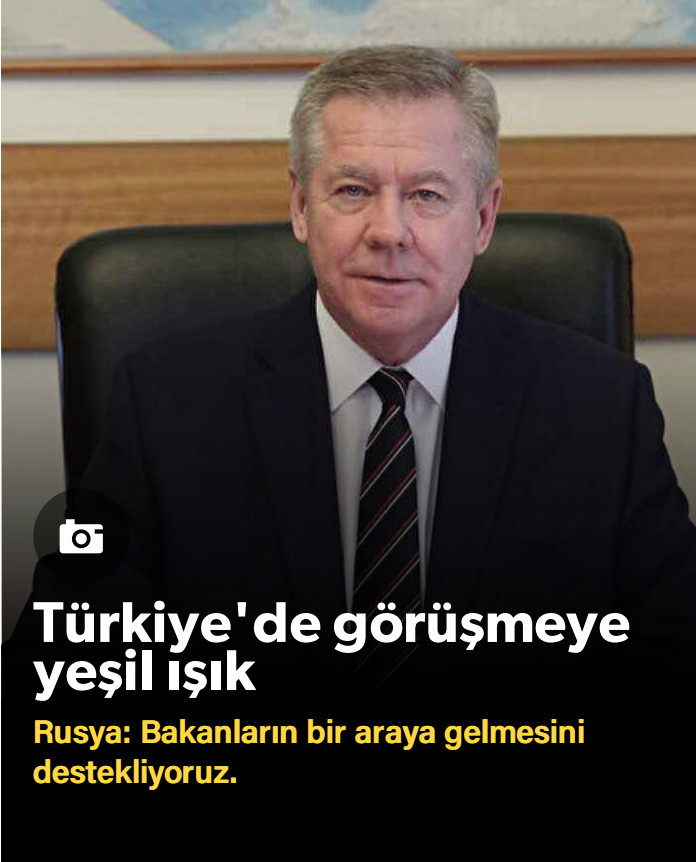 Türkiye'de görüşmeye
yeşil ışık
Rusya: Bakanların bir araya gelmesini
destekliyoruz.